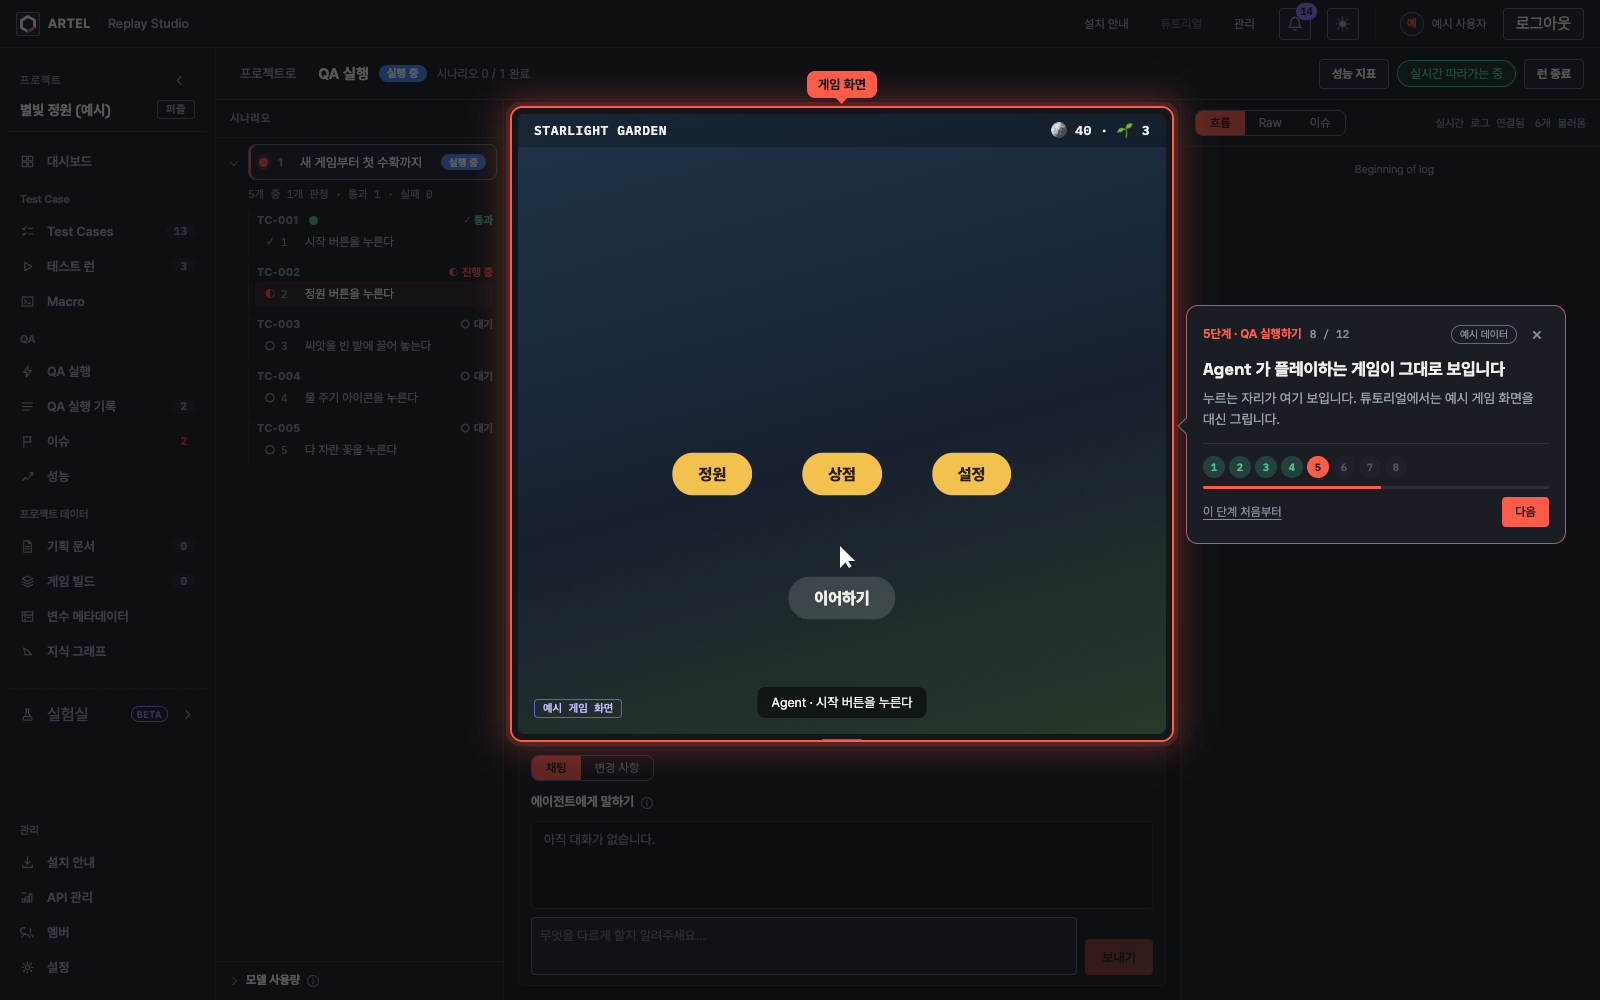 ARTEL Replay Studio
설치 안내 튜토리얼 관리 14 예 예시 사용자 로그아웃
프로젝트
별빛 정원 (예시) 퍼즐
대시보드
Test Case
Test Cases 13
테스트 런 3
Macro
QA
QA 실행
QA 실행 기록 2
이슈 2
성능
프로젝트 데이터
기획 문서 0
게임 빌드 0
변수 메타데이터
지식 그래프
실험실 BETA
관리
설치 안내
API 관리
멤버
설정
프로젝트로 QA 실행 실행 중 시나리오 0 / 1 완료
성능 지표 실시간 따라가는 중 런 종료
시나리오
1 새 게임부터 첫 수확까지 실행 중
5개 중 1개 판정 · 통과 1 · 실패 0
TC-001 ✓ 통과
✓ 1 시작 버튼을 누른다
TC-002 진행 중
2 정원 버튼을 누른다
TC-003 대기
3 씨앗을 빈 밭에 끌어 놓는다
TC-004 대기
4 물 주기 아이콘을 누른다
TC-005 대기
5 다 자란 꽃을 누른다
모델 사용량
게임 화면
STARLIGHT GARDEN 40 · 3
정원 상점 설정
이어하기
Agent · 시작 버튼을 누른다
예시 게임 화면
채팅 변경 사항
에이전트에게 말하기
아직 대화가 없습니다.
무엇을 다르게 할지 알려주세요...
보내기
흐름 Raw 이슈 실시간 로그 연결됨 6개 불러옴
Beginning of log
5단계 · QA 실행하기 8 / 12 예시 데이터
Agent 가 플레이하는 게임이 그대로 보입니다
누르는 자리가 여기 보입니다. 튜토리얼에서는 예시 게임 화면을
대신 그립니다.
1 2 3 4 5 6 7 8
이 단계 처음부터 다음